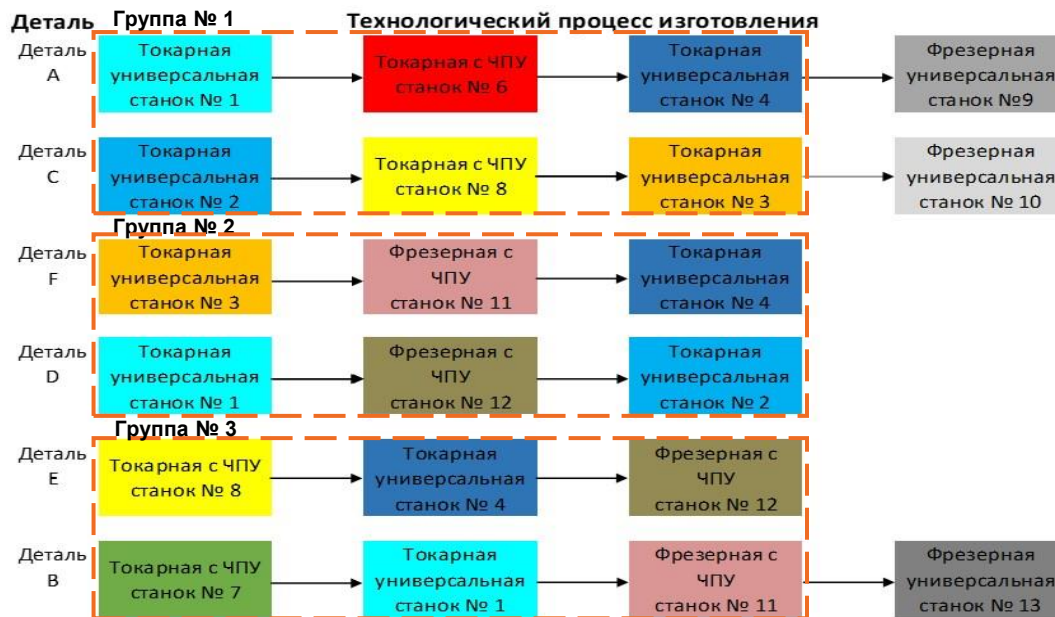 Деталь Группа № 1 Технологический процесс изготовления
Деталь
A
Токарная
универсальная
станок № 1
Токарная с ЧПУ
станок № 6
Токарная
универсальная
станок № 4
Фрезерная
универсальная
станок №9
Деталь
C
Токарная
универсальная
станок № 2
Токарная с ЧПУ
станок № 8
Токарная
универсальная
станок № 3
Фрезерная
универсальная
станок № 10
Группа № 2
Деталь
F
Токарная
универсальная
станок № 3
Фрезерная с
ЧПУ
станок № 11
Токарная
универсальная
станок № 4
Деталь
D
Токарная
универсальная
станок № 1
Фрезерная с
ЧПУ
станок № 12
Токарная
универсальная
станок № 2
Группа № 3
Деталь
E
Токарная с ЧПУ
станок № 8
Токарная
универсальная
станок № 4
Фрезерная с
ЧПУ
станок № 12
Деталь
B
Токарная с ЧПУ
станок № 7
Токарная
универсальная
станок № 1
Фрезерная с
ЧПУ
станок № 11
Фрезерная
универсальная
станок № 13